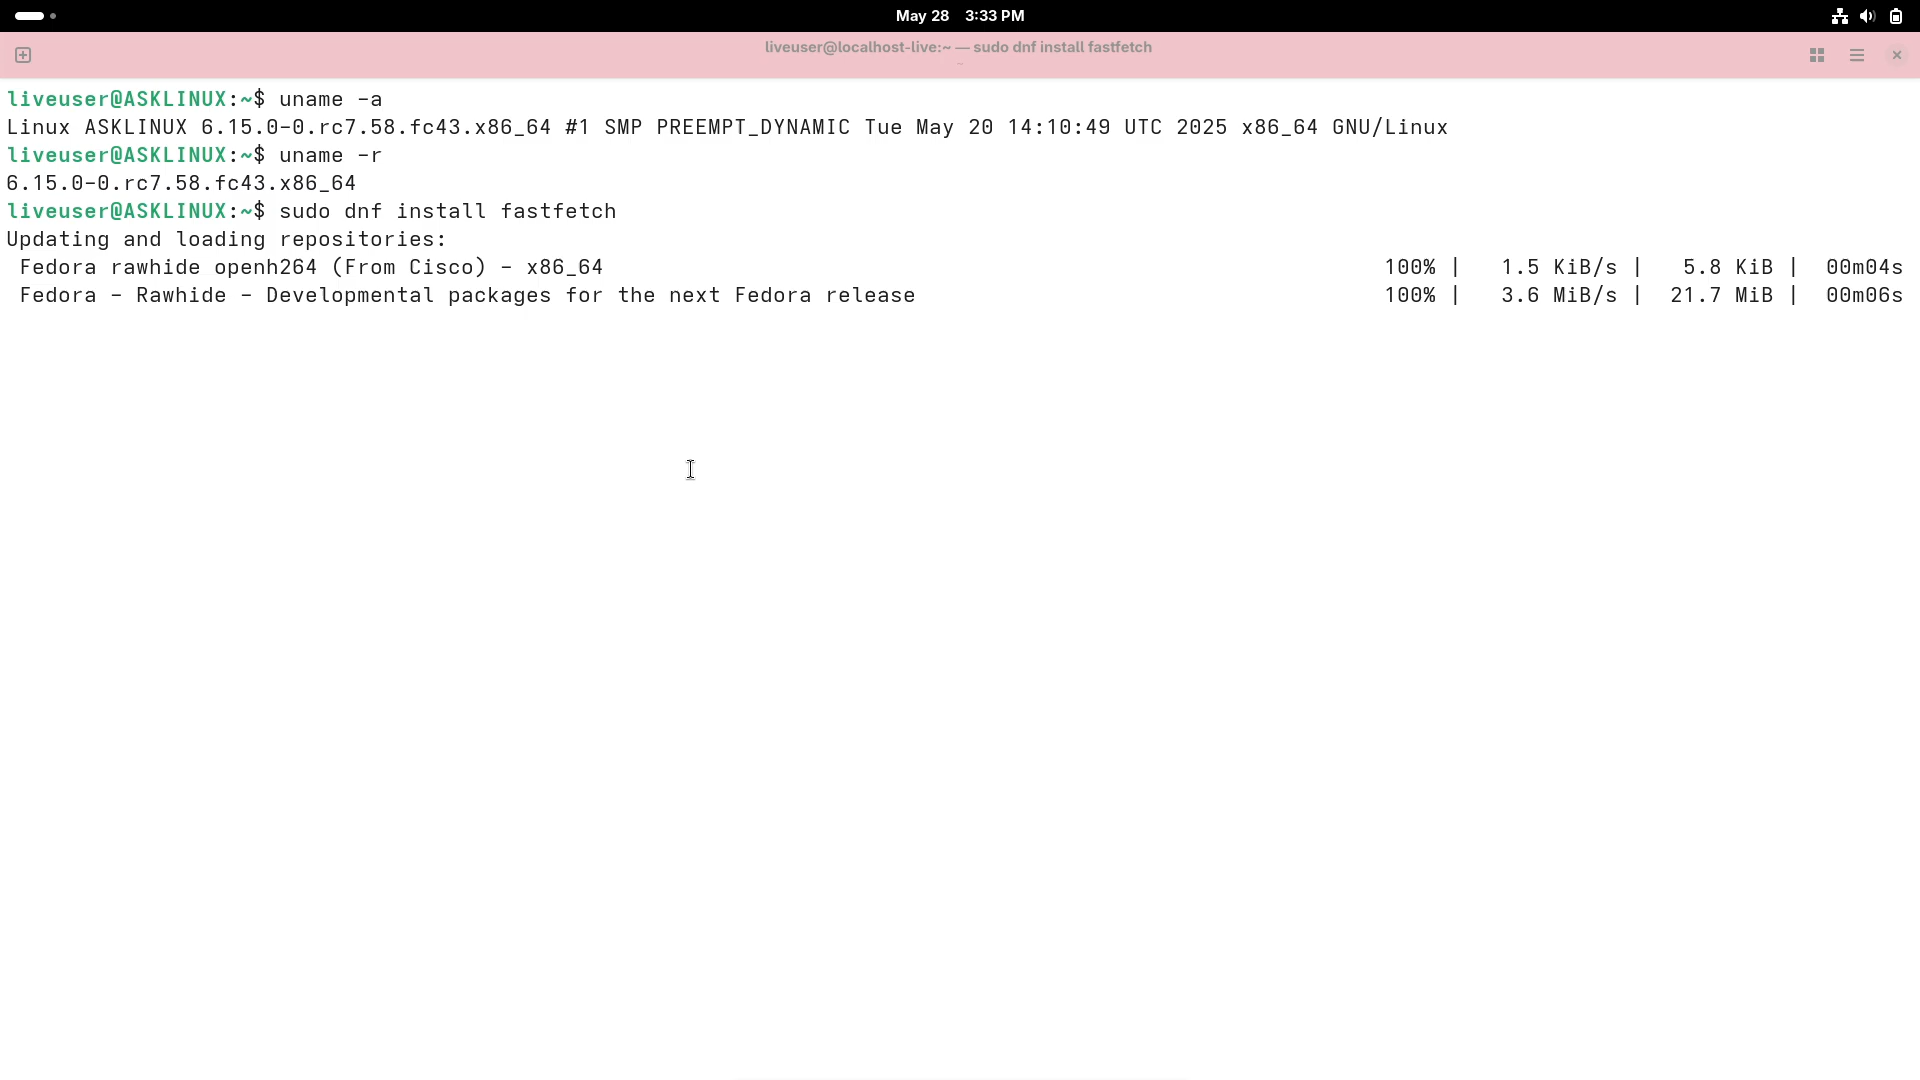 May 28 3:33 PM
liveuser@localhost-live:~ — sudo dnf install fastfetch
~
liveuser@ASKLINUX:~$ uname -a
Linux ASKLINUX 6.15.0-0.rc7.58.fc43.x86_64 #1 SMP PREEMPT_DYNAMIC Tue May 20 14:10:49 UTC 2025 x86_64 GNU/Linux
liveuser@ASKLINUX:~$ uname -r
6.15.0-0.rc7.58.fc43.x86_64
liveuser@ASKLINUX:~$ sudo dnf install fastfetch
Updating and loading repositories:
Fedora rawhide openh264 (From Cisco) - x86_64 100% | 1.5 KiB/s | 5.8 KiB | 00m04s
Fedora - Rawhide - Developmental packages for the next Fedora release 100% | 3.6 MiB/s | 21.7 MiB | 00m06s